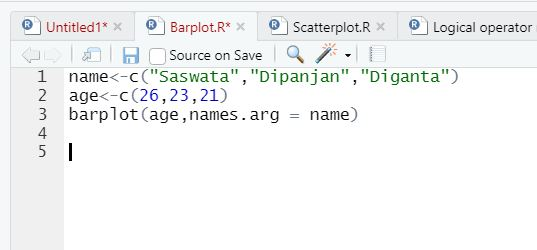 Untitled1* × Barplot.R* × Scatterplot.R × Logical operator
Source on Save
1 name<-c("Saswata","Dipanjan","Diganta")
2 age<-c(26,23,21)
3 barplot(age,names.arg = name)
4
5